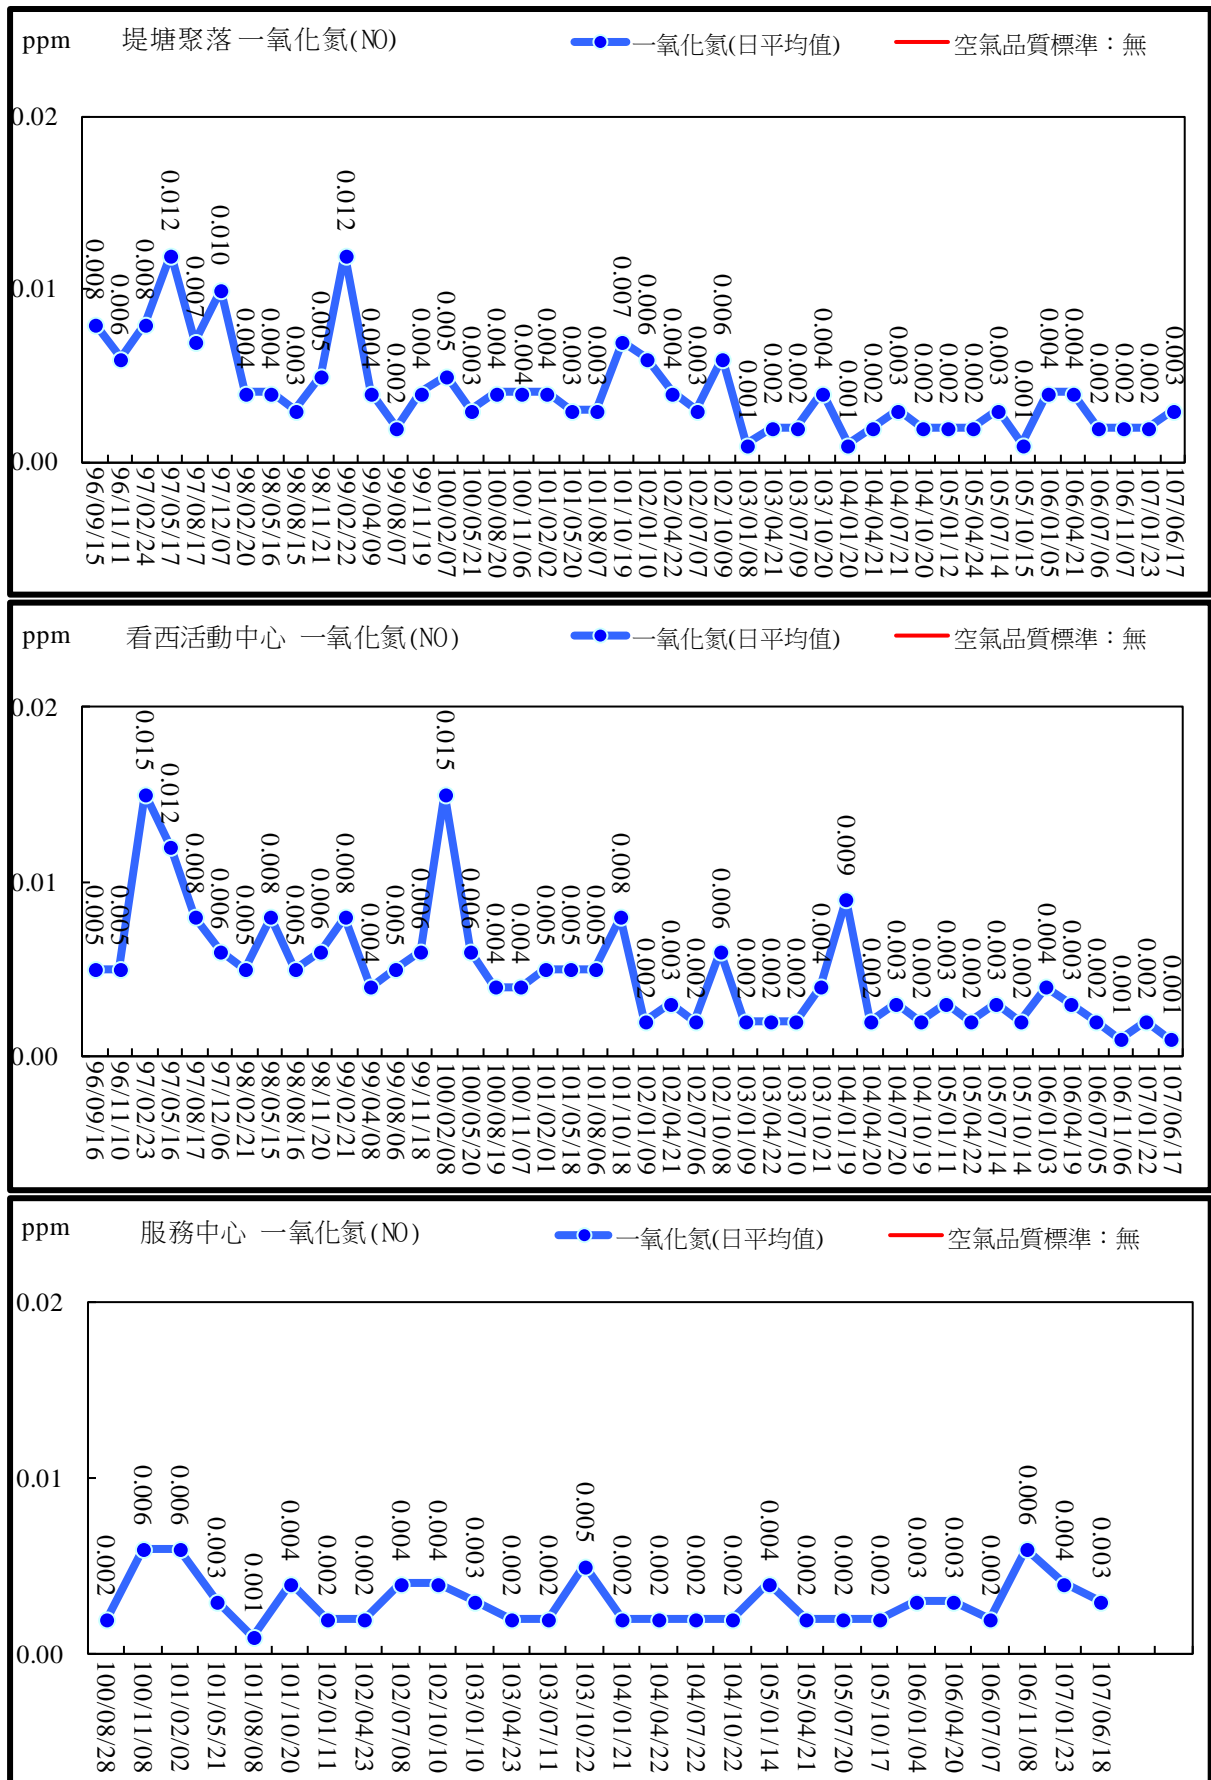 ppm 堤塘聚落 一氧化氮(NO) 一氧化氮(日平均值) 空氣品質標準：無
0.02
0.01
0.00
0.008 0.006 0.008 0.012 0.007 0.010 0.004 0.004 0.003 0.005 0.012 0.004 0.002 0.004 0.005 0.003 0.004 0.004 0.004 0.003 0.003 0.007 0.006 0.004 0.003 0.006 0.001 0.002 0.002 0.004 0.001 0.002 0.003 0.002 0.002 0.002 0.003 0.001 0.004 0.004 0.002 0.002 0.002 0.003
96/09/15 96/11/11 97/02/24 97/05/17 97/08/17 97/12/07 98/02/20 98/05/16 98/08/15 98/11/21 99/02/22 99/04/09 99/08/07 99/11/19 100/02/07 100/05/21 100/08/20 100/11/06 101/02/02 101/05/20 101/08/07 101/10/19 102/01/10 102/04/22 102/07/07 102/10/09 103/01/08 103/04/21 103/07/09 103/10/20 104/01/20 104/04/21 104/07/21 104/10/20 105/01/12 105/04/24 105/07/14 105/10/15 106/01/05 106/04/21 106/07/06 106/11/07 107/01/23 107/06/17
ppm 看西活動中心 一氧化氮(NO) 一氧化氮(日平均值) 空氣品質標準：無
0.02
0.01
0.00
0.005 0.005 0.015 0.012 0.008 0.006 0.005 0.008 0.005 0.006 0.008 0.004 0.005 0.006 0.015 0.006 0.004 0.004 0.005 0.005 0.005 0.008 0.002 0.003 0.002 0.006 0.002 0.002 0.002 0.004 0.009 0.002 0.003 0.002 0.003 0.002 0.003 0.002 0.004 0.003 0.002 0.001 0.002 0.001
96/09/16 96/11/10 97/02/23 97/05/16 97/08/17 97/12/06 98/02/21 98/05/15 98/08/16 98/11/20 99/02/21 99/04/08 99/08/06 99/11/18 100/02/08 100/05/20 100/08/19 100/11/07 101/02/01 101/05/18 101/08/06 101/10/18 102/01/09 102/04/21 102/07/06 102/10/08 103/01/09 103/04/22 103/07/10 103/10/21 104/01/19 104/04/20 104/07/20 104/10/19 105/01/11 105/04/22 105/07/14 105/10/14 106/01/03 106/04/19 106/07/05 106/11/06 107/01/22 107/06/17
ppm 服務中心 一氧化氮(NO) 一氧化氮(日平均值) 空氣品質標準：無
0.02
0.01
0.00
0.002 0.006 0.006 0.003 0.001 0.004 0.002 0.002 0.004 0.004 0.003 0.002 0.002 0.005 0.002 0.002 0.002 0.002 0.004 0.002 0.002 0.002 0.003 0.003 0.002 0.006 0.004 0.003
100/08/28 100/11/08 101/02/02 101/05/21 101/08/08 101/10/20 102/01/11 102/04/23 102/07/08 102/10/10 103/01/10 103/04/23 103/07/11 103/10/22 104/01/21 104/04/22 104/07/22 104/10/22 105/01/14 105/04/21 105/07/20 105/10/17 106/01/04 106/04/20 106/07/07 106/11/08 107/01/23 107/06/18